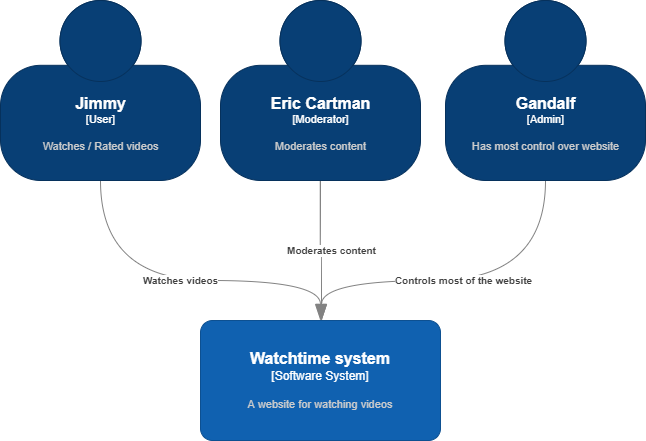 Jimmy
[User]
Watches / Rated videos
Eric Cartman
[Moderator]
Moderates content
Gandalf
[Admin]
Has most control over website
Moderates content
Watches videos
Controls most of the website
Watchtime system
[Software System]
A website for watching videos